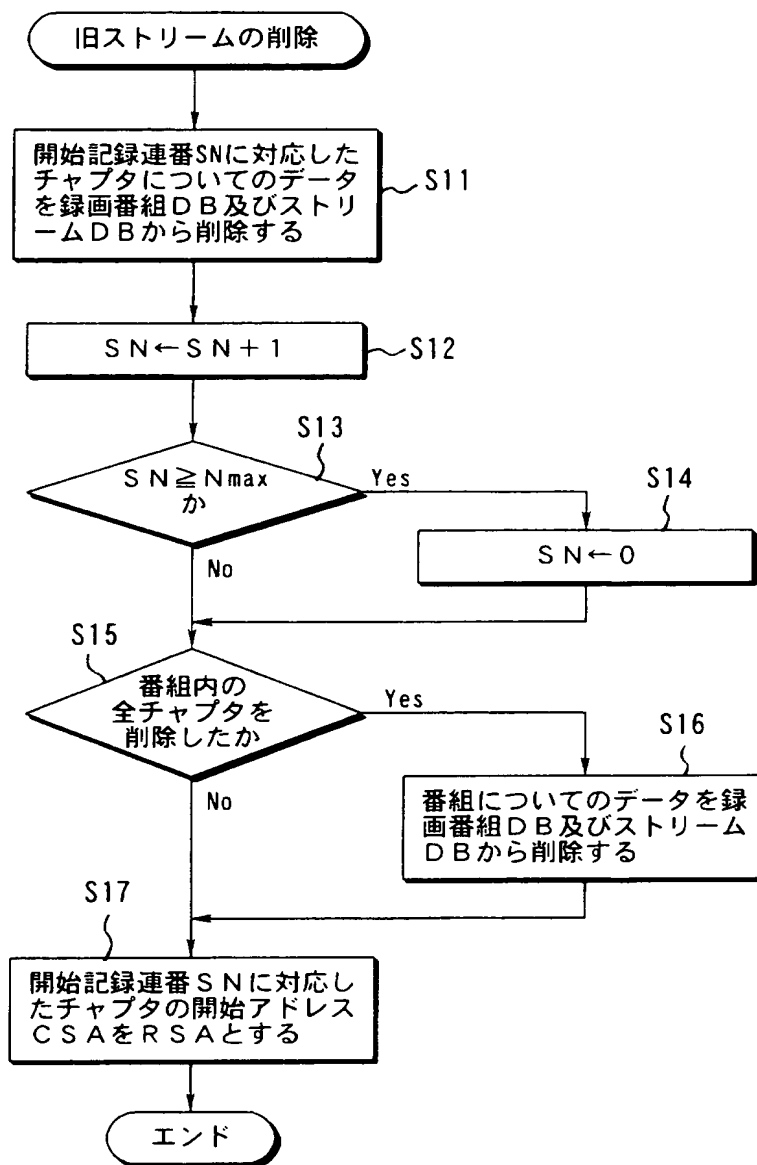 旧ストリームの削除
開始記録連番SNに対応した
チャプタについてのデータ
を録画番組DB及びストリ
ームDBから削除する
S11
SN←SN+1
S12
S13
SN≧Nmax
か
Yes
No
S14
SN←0
S15
番組内の
全チャプタを
削除したか
Yes
No
S16
番組についてのデータを録
画番組DB及びストリーム
DBから削除する
S17
開始記録連番SNに対応し
たチャプタの開始アドレス
CSAをRSAとする
エンド